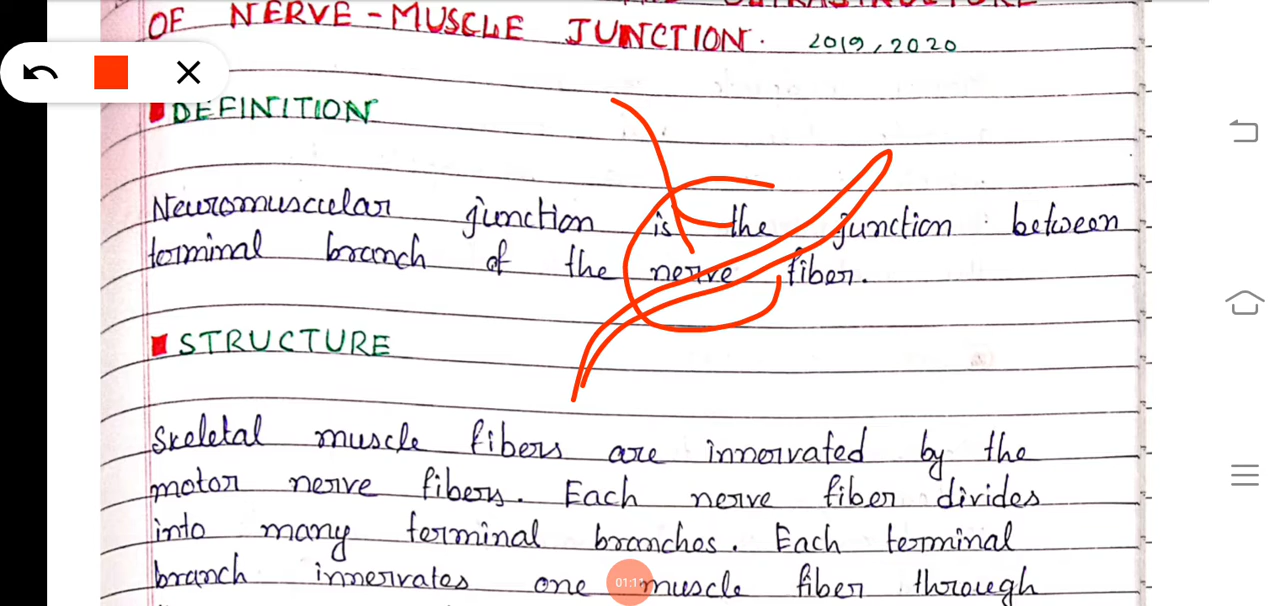 OF NERVE-MUSCLE JUNCTION. 2019, 2020
DEFINITION
Neuromuscular junction is the junction between
terminal branch of the nerve fiber.
STRUCTURE
Skeletal muscle fibers are innervated by the
motor nerve fibers. Each nerve fiber divides
into many terminal branches. Each terminal
branch innervates one muscle fiber through